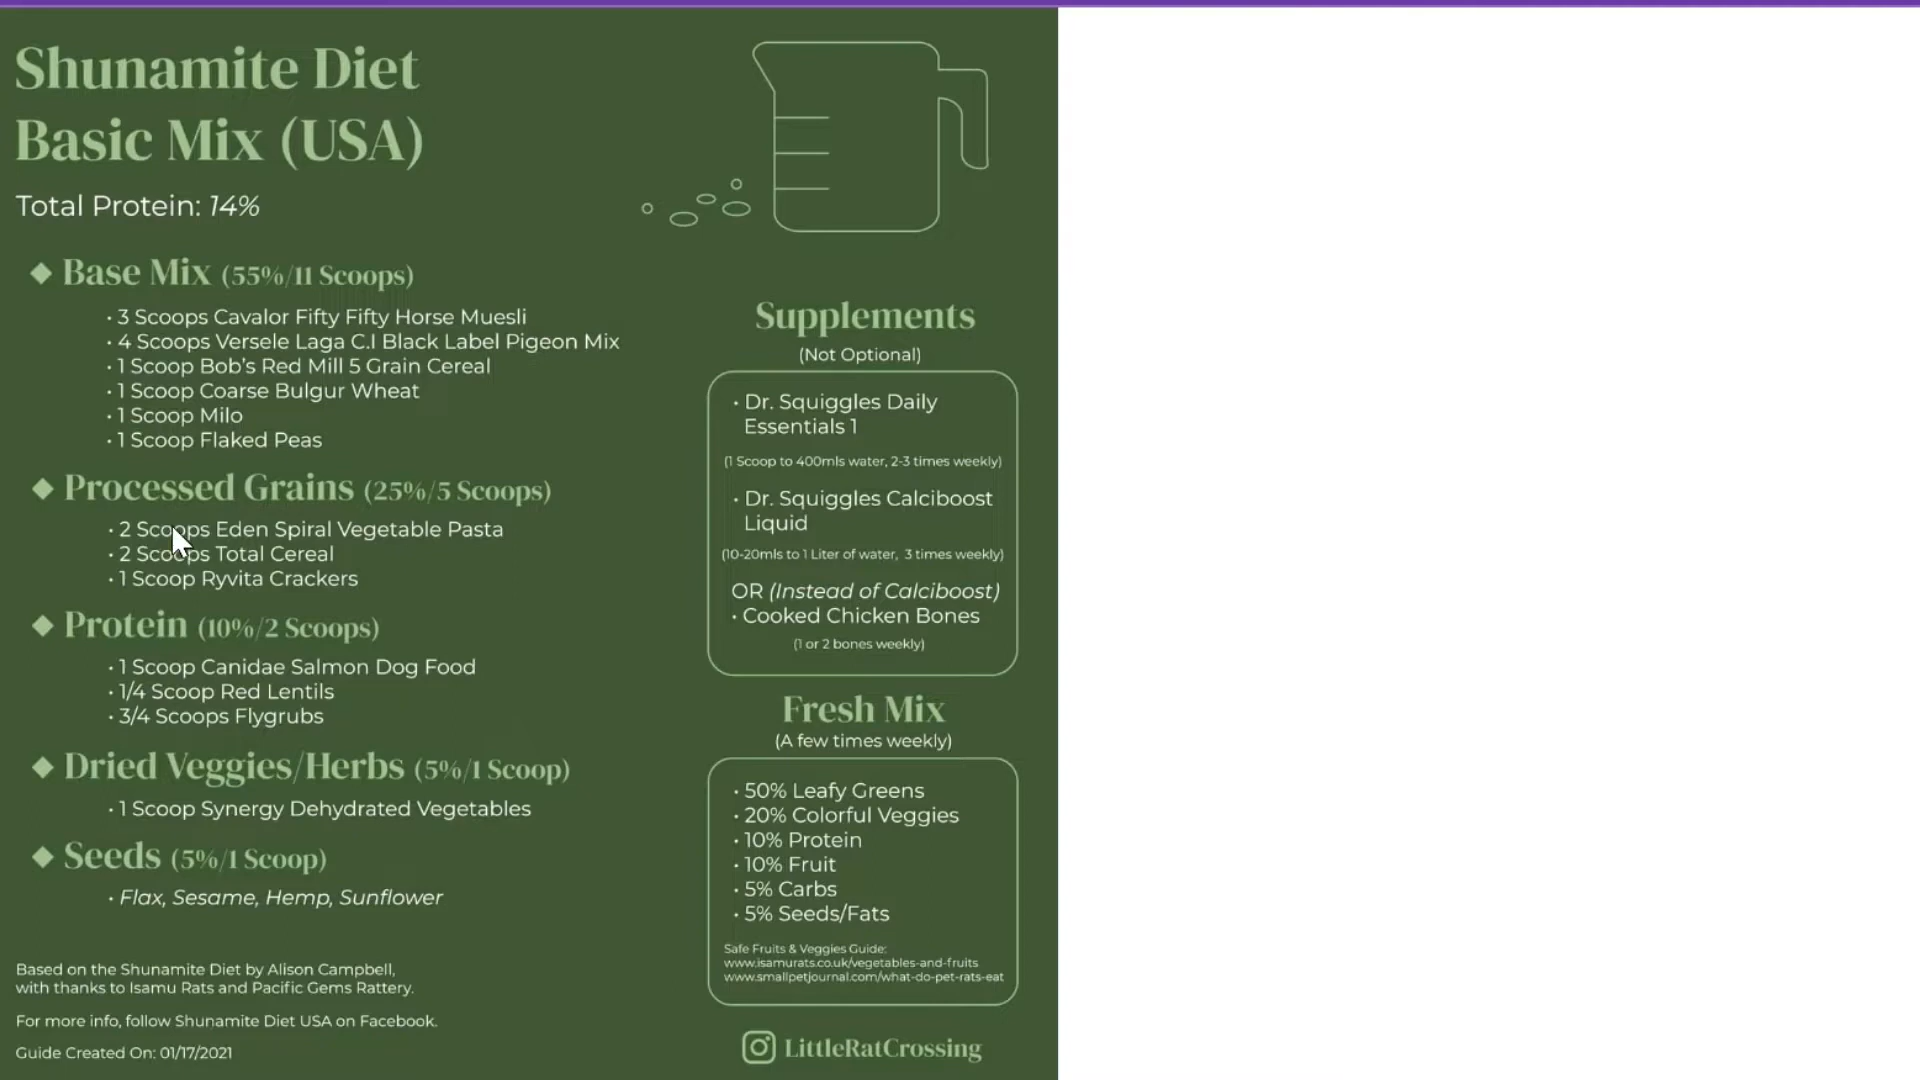 Shunamite Diet
Basic Mix (USA)
Total Protein: 14%
◆ Base Mix (55%/11 Scoops)
• 3 Scoops Cavalor Fifty Fifty Horse Muesli
• 4 Scoops Versele Laga C.I Black Label Pigeon Mix
• 1 Scoop Bob's Red Mill 5 Grain Cereal
• 1 Scoop Coarse Bulgur Wheat
• 1 Scoop Milo
• 1 Scoop Flaked Peas
◆ Processed Grains (25%/5 Scoops)
• 2 Scoops Eden Spiral Vegetable Pasta
• 2 Scoops Total Cereal
• 1 Scoop Ryvita Crackers
◆ Protein (10%/2 Scoops)
• 1 Scoop Canidae Salmon Dog Food
• 1/4 Scoop Red Lentils
• 3/4 Scoops Flygrubs
◆ Dried Veggies/Herbs (5%/1 Scoop)
• 1 Scoop Synergy Dehydrated Vegetables
◆ Seeds (5%/1 Scoop)
• Flax, Sesame, Hemp, Sunflower
Based on the Shunamite Diet by Alison Campbell,
with thanks to Isamu Rats and Pacific Gems Rattery.
For more info, follow Shunamite Diet USA on Facebook.
Guide Created On: 01/17/2021
Supplements
(Not Optional)
• Dr. Squiggles Daily
Essentials 1
(1 Scoop to 400mls water, 2-3 times weekly)
• Dr. Squiggles Calciboost
Liquid
(10-20mls to 1 Liter of water, 3 times weekly)
OR (Instead of Calciboost)
• Cooked Chicken Bones
(1 or 2 bones weekly)
Fresh Mix
(A few times weekly)
• 50% Leafy Greens
• 20% Colorful Veggies
• 10% Protein
• 10% Fruit
• 5% Carbs
• 5% Seeds/Fats
Safe Fruits & Veggies Guide:
www.isamurats.co.uk/vegetables-and-fruits
www.smallpetjournal.com/what-do-pet-rats-eat
LittleRatCrossing